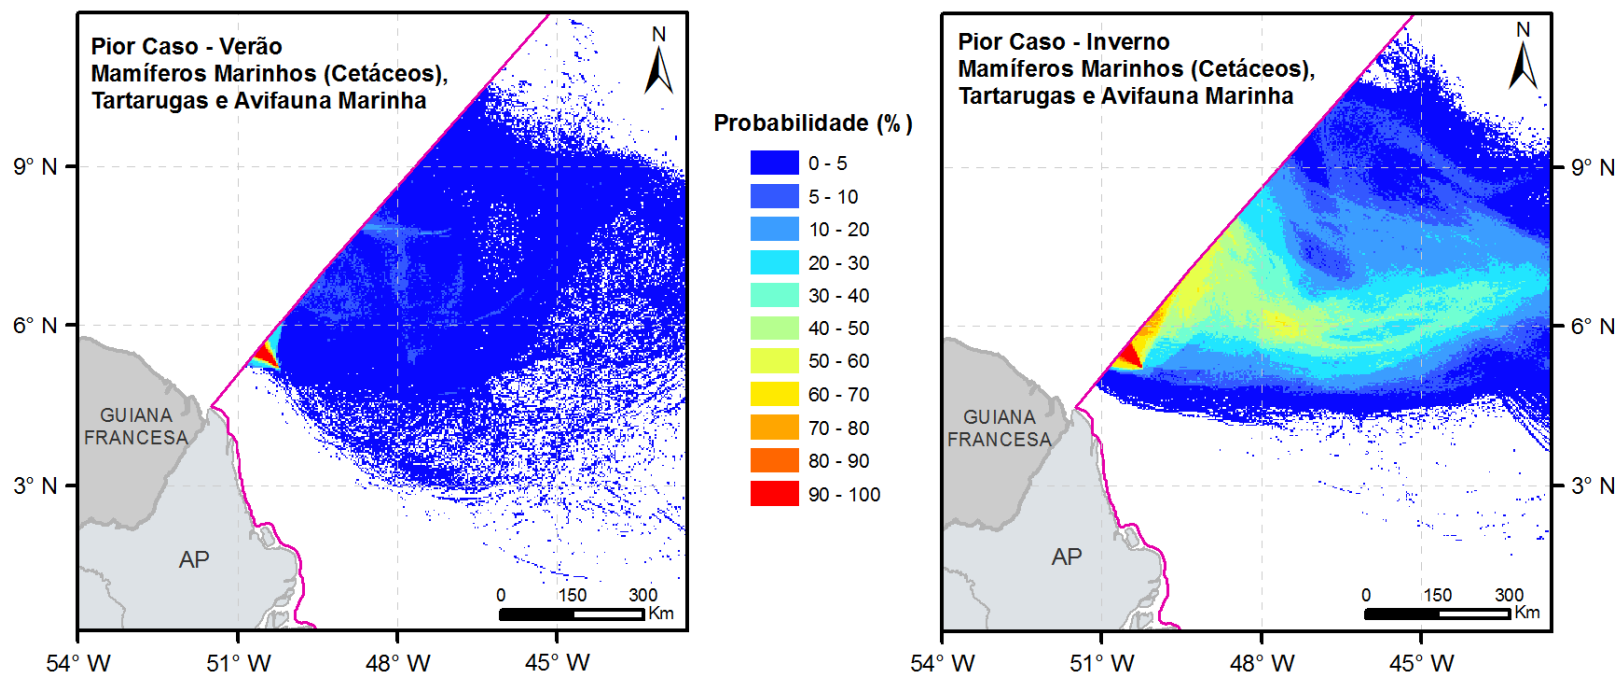 Pior Caso - Verão
Mamíferos Marinhos (Cetáceos),
Tartarugas e Avifauna Marinha
N
9° N
6° N
3° N
GUIANA
FRANCESA
AP
0 150 300
Km
54° W 51° W 48° W 45° W
Probabilidade (%)
0 - 5
5 - 10
10 - 20
20 - 30
30 - 40
40 - 50
50 - 60
60 - 70
70 - 80
80 - 90
90 - 100
Pior Caso - Inverno
Mamíferos Marinhos (Cetáceos),
Tartarugas e Avifauna Marinha
N
9° N
6° N
3° N
GUIANA
FRANCESA
AP
0 150 300
Km
54° W 51° W 48° W 45° W